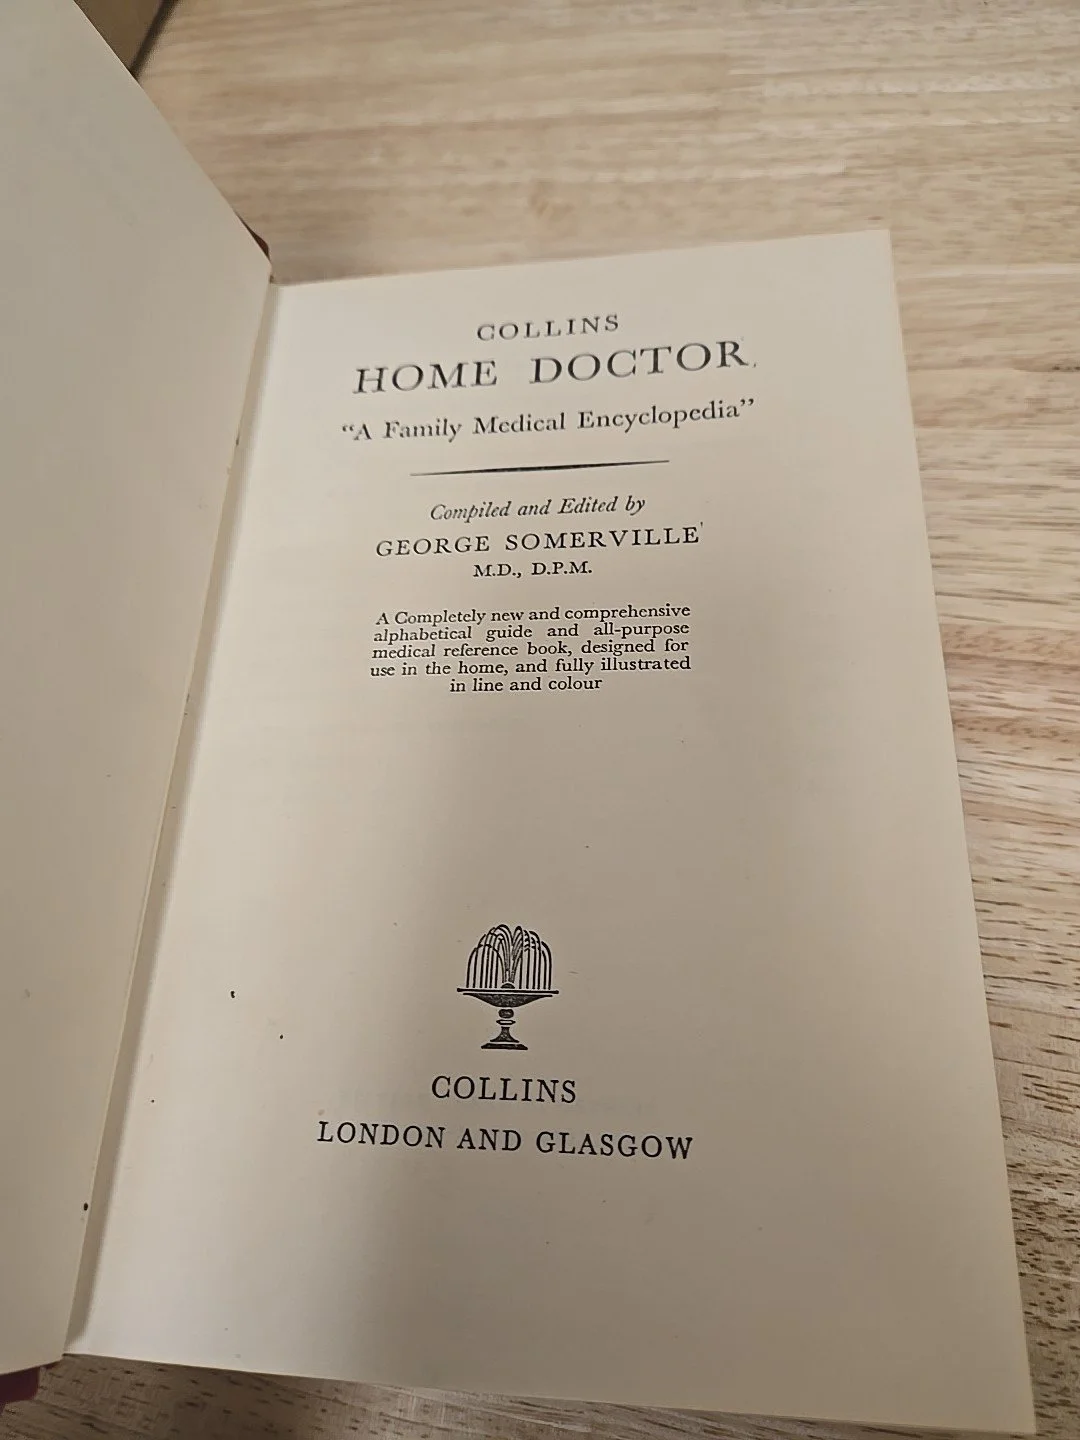 COLLINS
HOME DOCTOR
“A Family Medical Encyclopedia”
Compiled and Edited by
GEORGE SOMERVILLE
M.D., D.P.M.
A Completely new and comprehensive
alphabetical guide and all-purpose
medical reference book, designed for
use in the home, and fully illustrated
in line and colour
COLLINS
LONDON AND GLASGOW